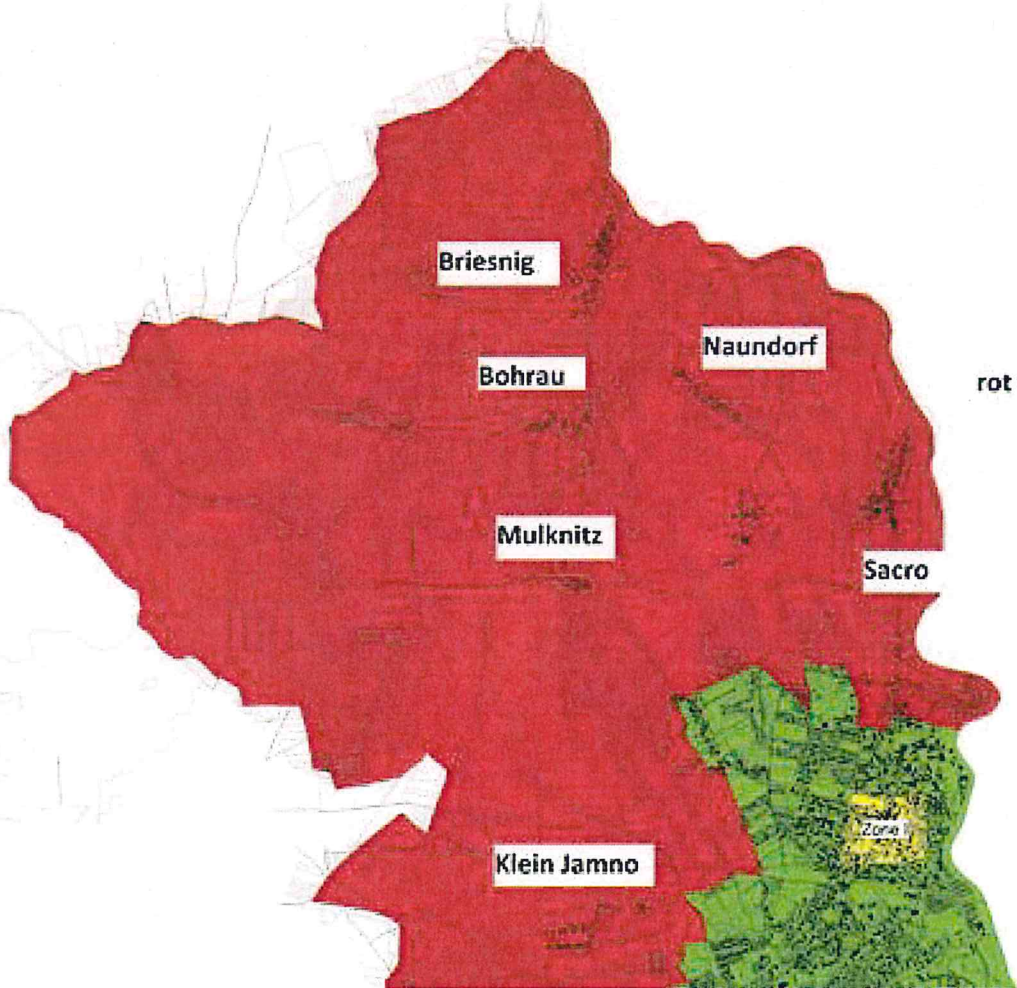 Briesnig
Naundorf
Bohrau
rot
Mulknitz
Sacro
Zone I
Klein Jamno